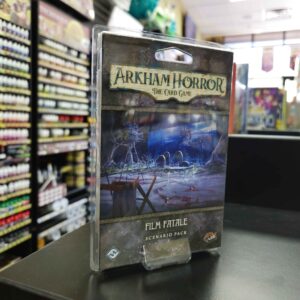 ARKHAM HORROR
THE CARD GAME
FILM FATALE
SCENARIO PACK